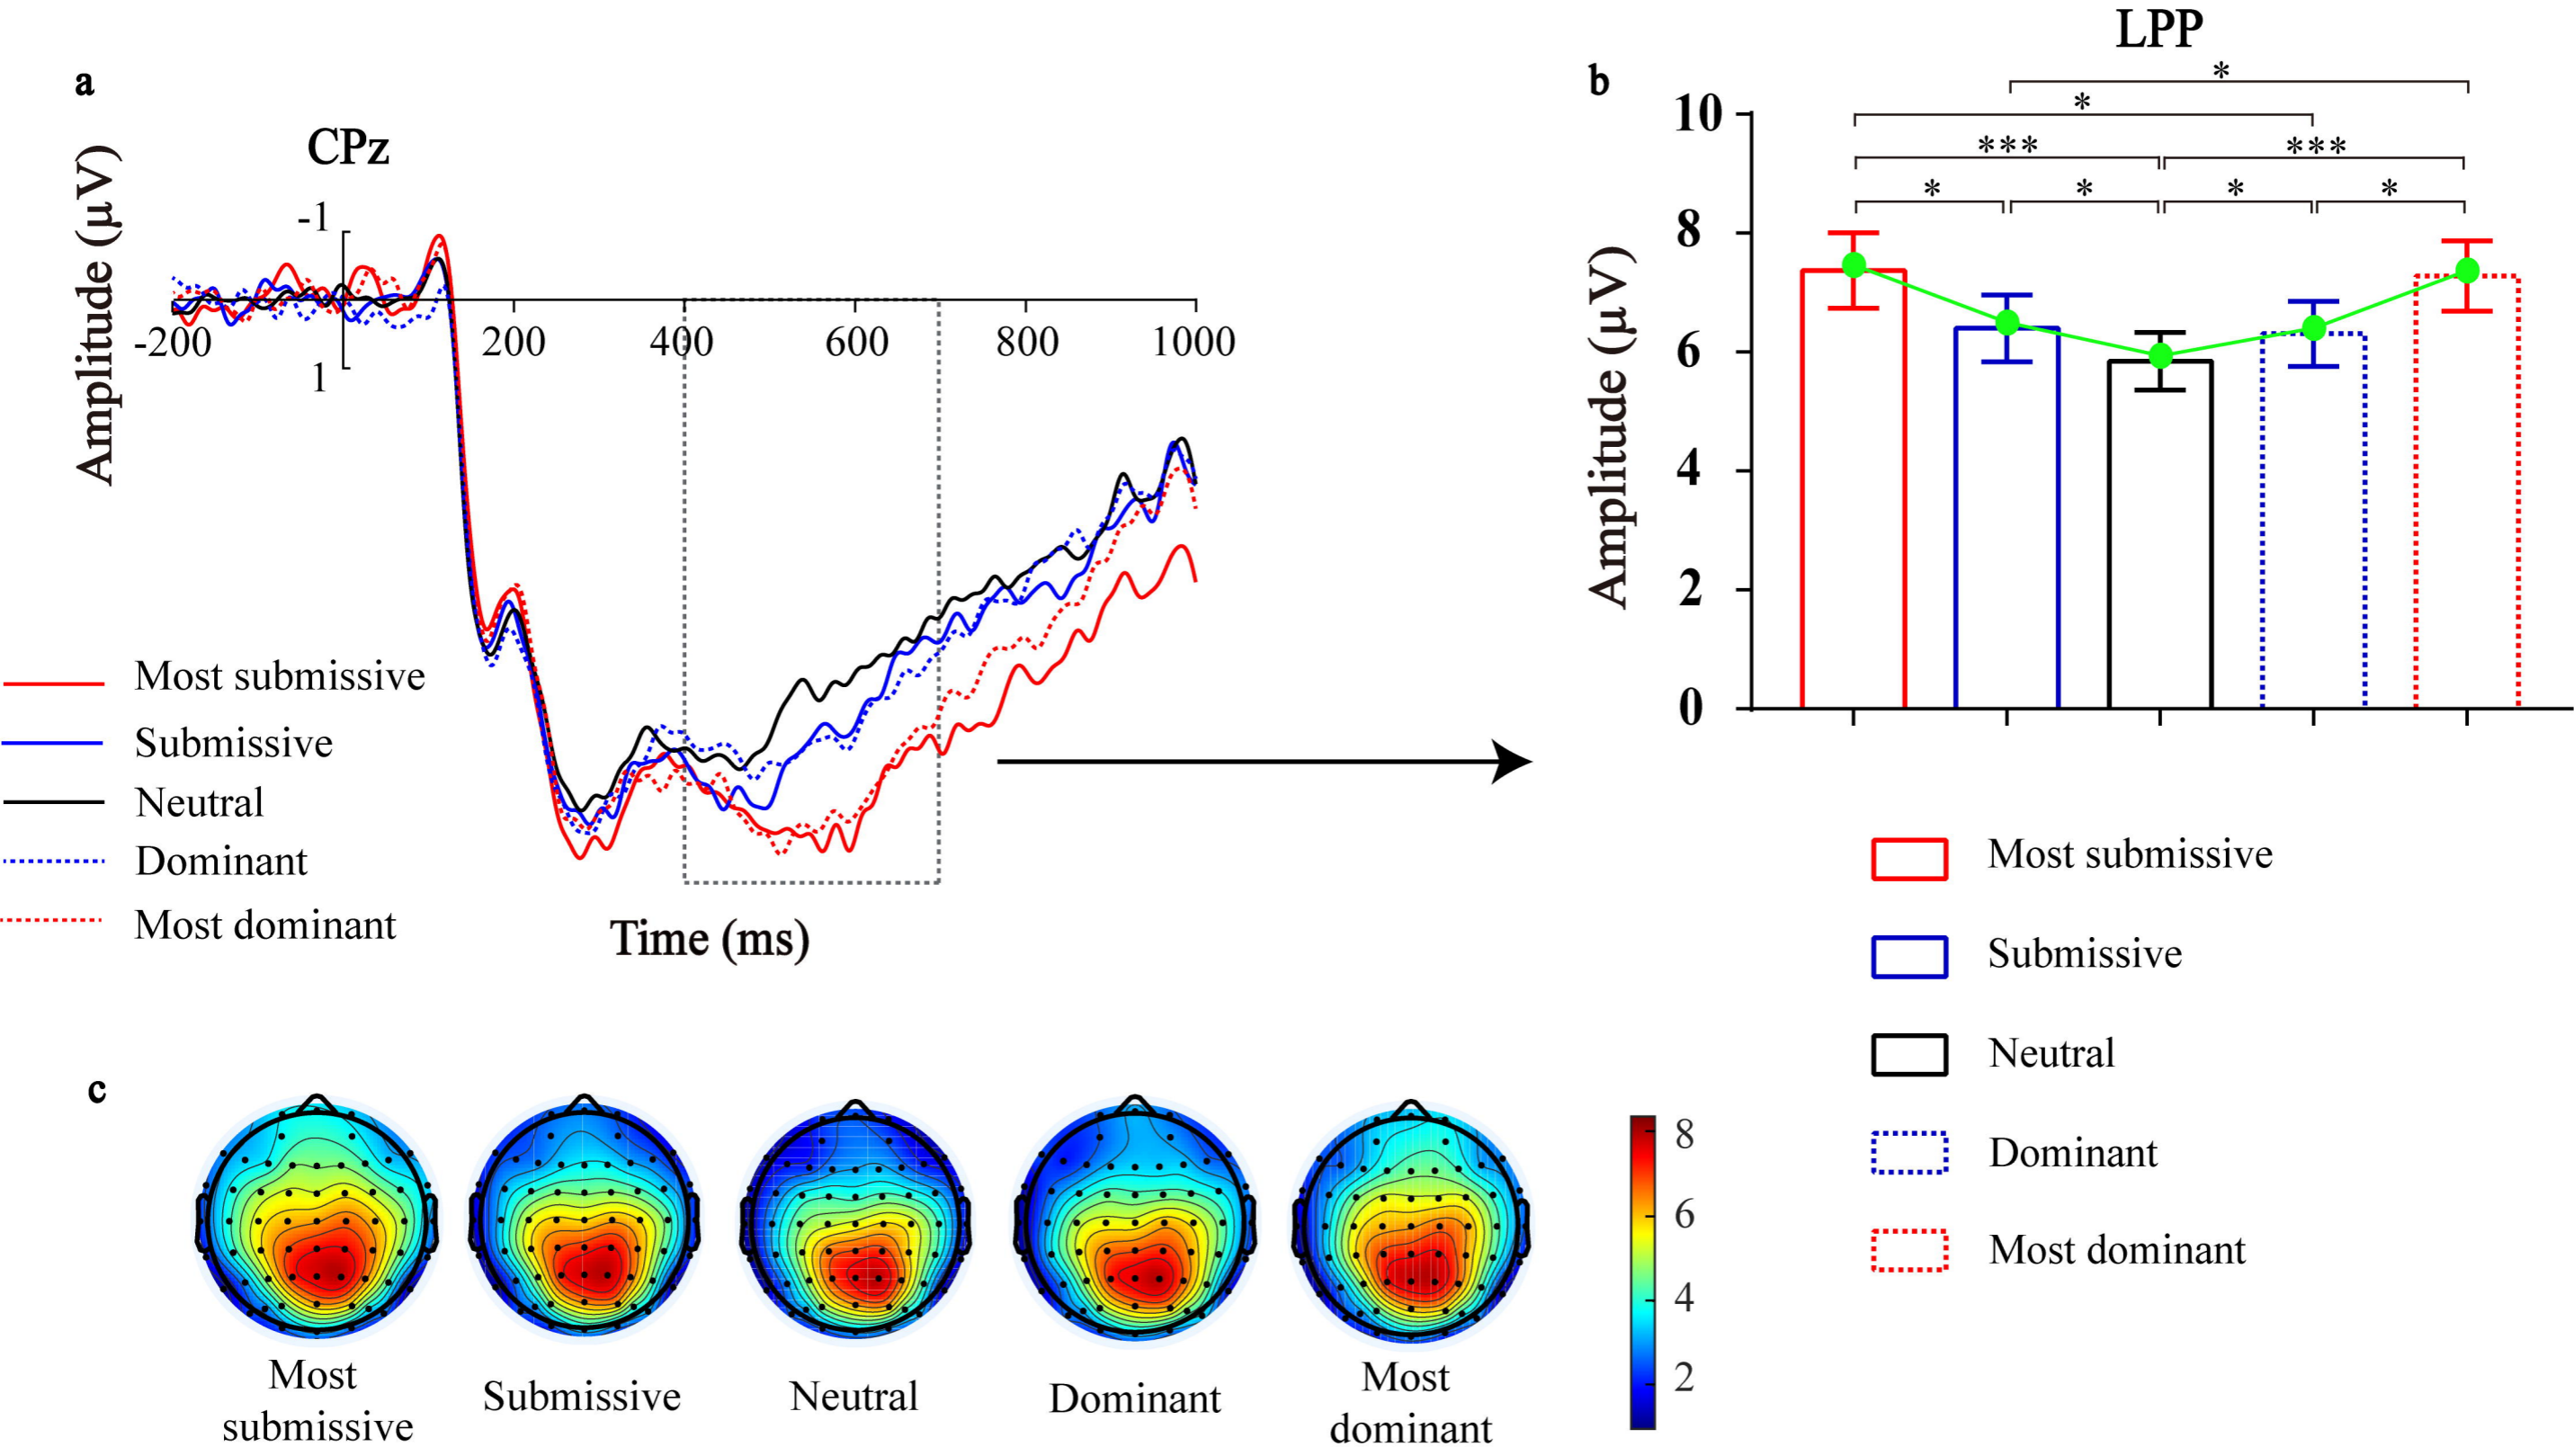 a
CPz
Amplitude (μV)
-1
1
-200
200
400
600
800
1000
Most submissive
Submissive
Neutral
Dominant
Most dominant
Time (ms)
b
LPP
Amplitude (μV)
10
8
6
4
2
0
*
*
***
***
*
*
*
*
Most submissive
Submissive
Neutral
Dominant
Most dominant
c
Most
submissive
Submissive
Neutral
Dominant
Most
dominant
8
6
4
2